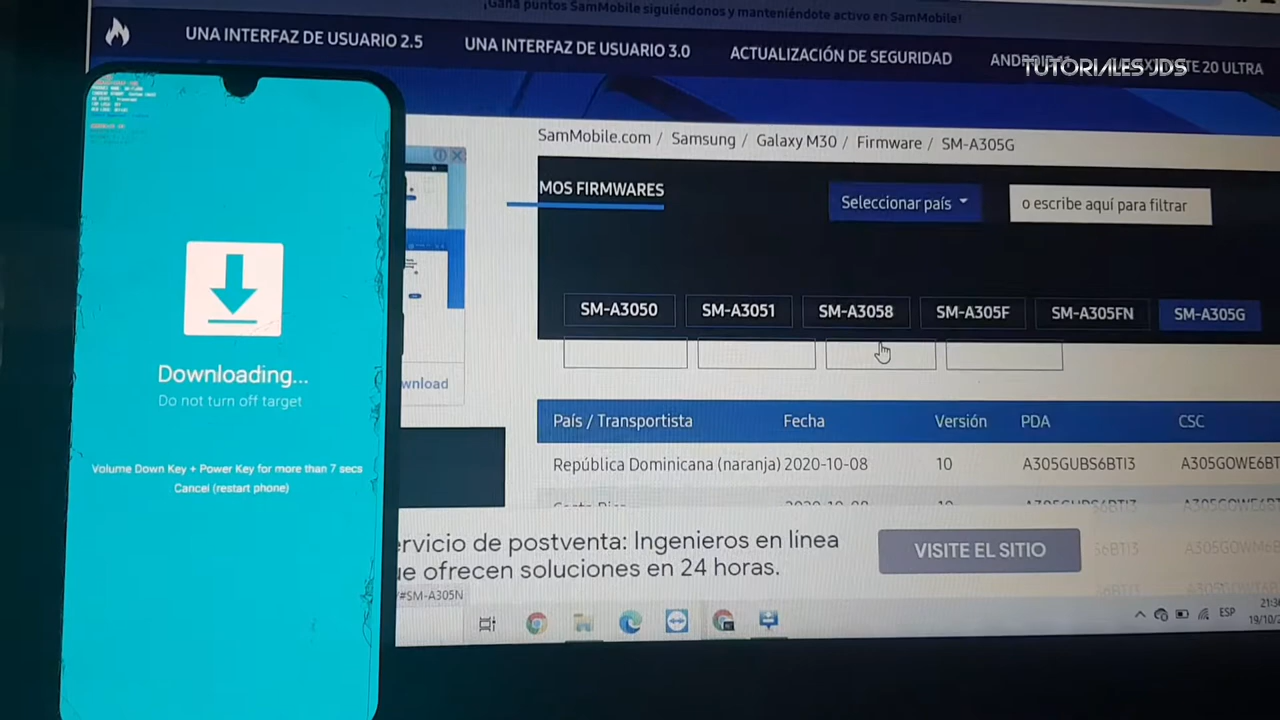 ¡Gana puntos SamMobile siguiéndonos y manteniéndote activo en SamMobile!
UNA INTERFAZ DE USUARIO 2.5
UNA INTERFAZ DE USUARIO 3.0
ACTUALIZACIÓN DE SEGURIDAD
TE 20 ULTRA
TUTORIALES JDS
SamMobile.com / Samsung / Galaxy M30 / Firmware / SM-A305G
MOS FIRMWARES
Seleccionar país
o escribe aquí para filtrar
SM-A3050
SM-A3051
SM-A3058
SM-A305F
SM-A305FN
SM-A305G
wnload
País / Transportista Fecha Versión PDA CSC
República Dominicana (naranja) 2020-10-08 10 A305GUBS6BTI3 A305GOWE6BT
ervicio de postventa: Ingenieros en línea
ue ofrecen soluciones en 24 horas.
VISITE EL SITIO
/#SM-A305N
ESP
19/10/2
Downloading...
Do not turn off target
Volume Down Key + Power Key for more than 7 secs
Cancel (restart phone)